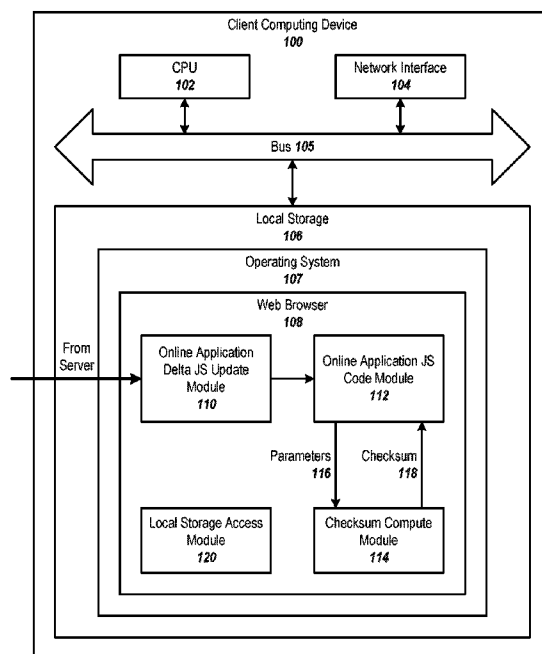 Client Computing Device
100
CPU
102
Network Interface
104
Bus 105
Local Storage
106
Operating System
107
Web Browser
108
From
Server
Online Application
Delta JS Update
Module
110
Online Application JS
Code Module
112
Parameters
116
Checksum
118
Local Storage Access
Module
120
Checksum Compute
Module
114